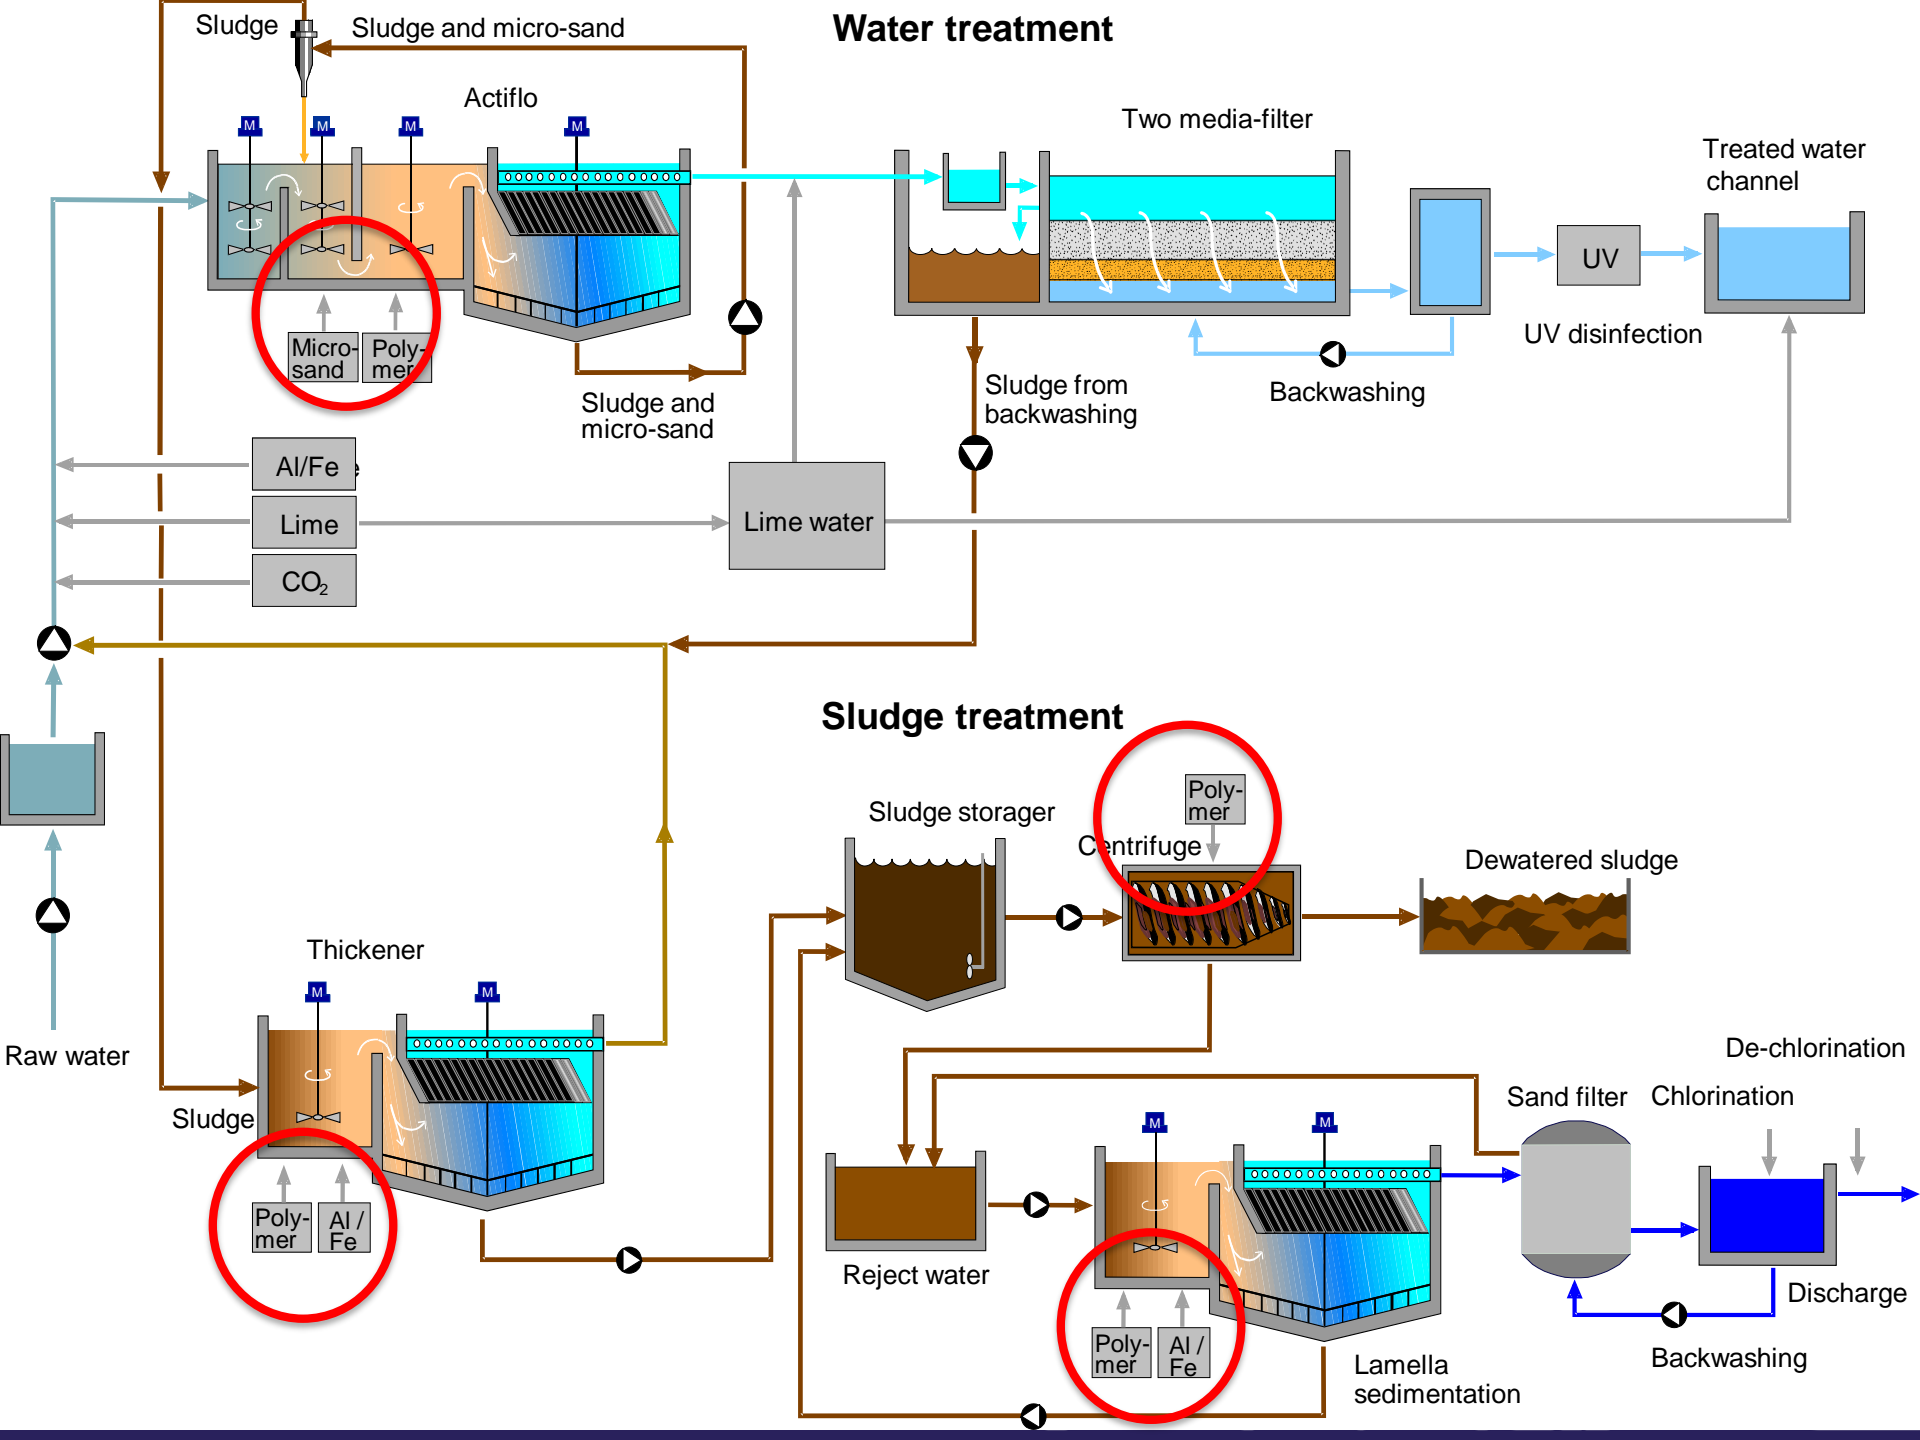 Water treatment
Sludge
Sludge and micro-sand
Actiflo
M
M
M
M
Two media-filter
Treated water
channel
UV
UV disinfection
Micro-
sand
Poly-
mer
Sludge and
micro-sand
Sludge from
backwashing
Backwashing
Al/Fe
Lime
Lime water
CO2
Sludge treatment
Poly-
mer
Sludge storager
Centrifuge
Dewatered sludge
Thickener
M
M
Raw water
Sludge
Poly-
mer
Al /
Fe
De-chlorination
Sand filter
Chlorination
M
M
Reject water
Poly-
mer
Al /
Fe
Discharge
Backwashing
Lamella
sedimentation